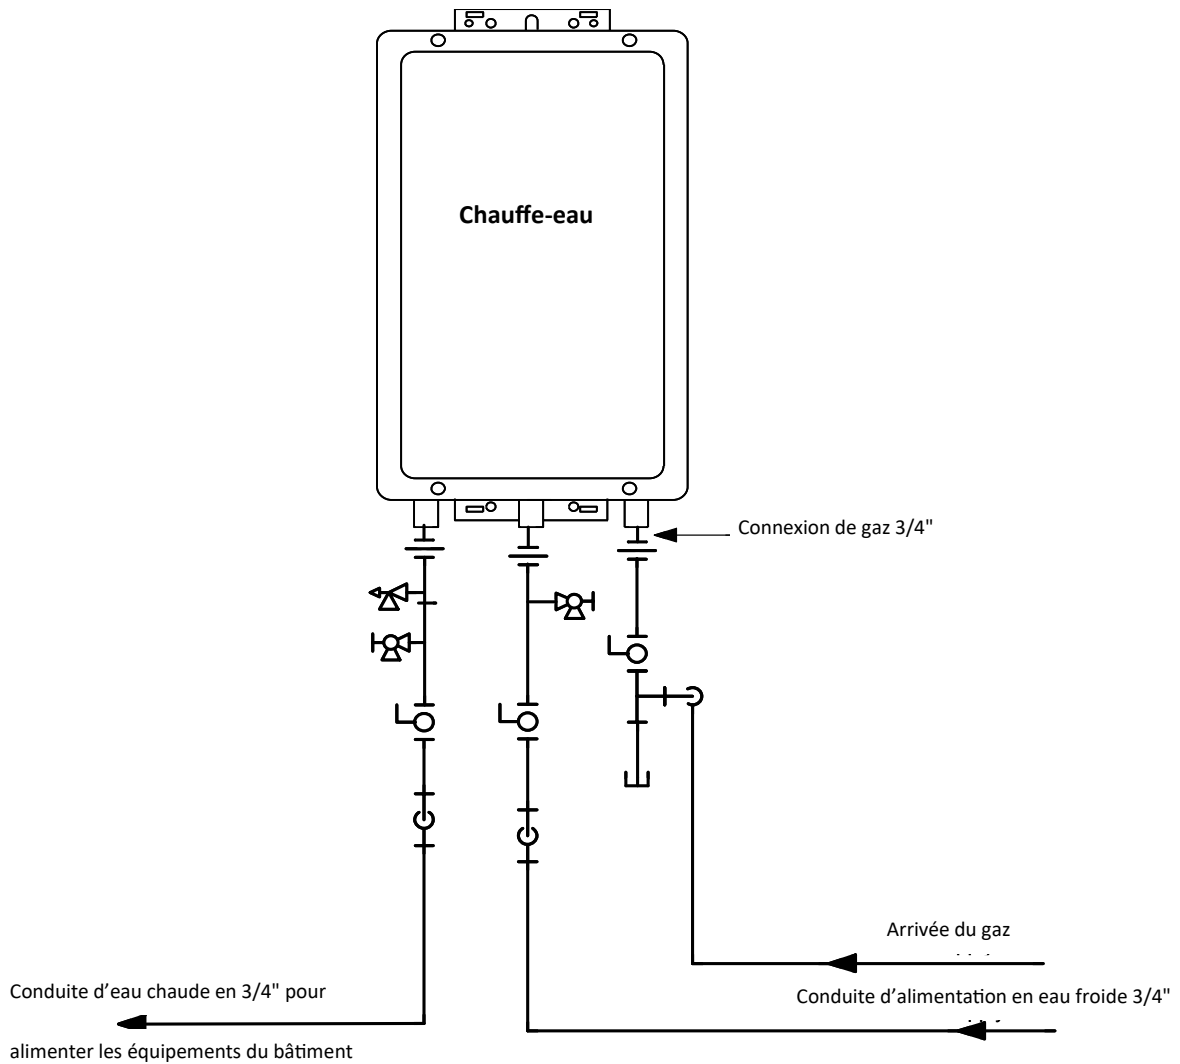 Chauffe-eau
Connexion de gaz 3/4"
Arrivée du gaz
Conduite d’eau chaude en 3/4" pour
alimenter les équipements du bâtiment
Conduite d’alimentation en eau froide 3/4"